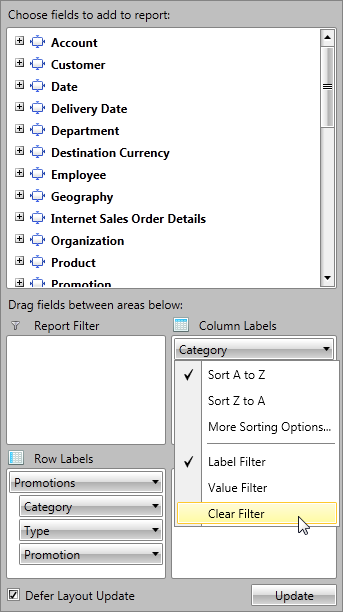 Choose fields to add to report:
Account
Customer
Date
Delivery Date
Department
Destination Currency
Employee
Geography
Internet Sales Order Details
Organization
Product
Promotion
Drag fields between areas below:
Report Filter
Column Labels
Category
Sort A to Z
Sort Z to A
More Sorting Options...
Label Filter
Value Filter
Clear Filter
Row Labels
Promotions
Category
Type
Promotion
Defer Layout Update
Update